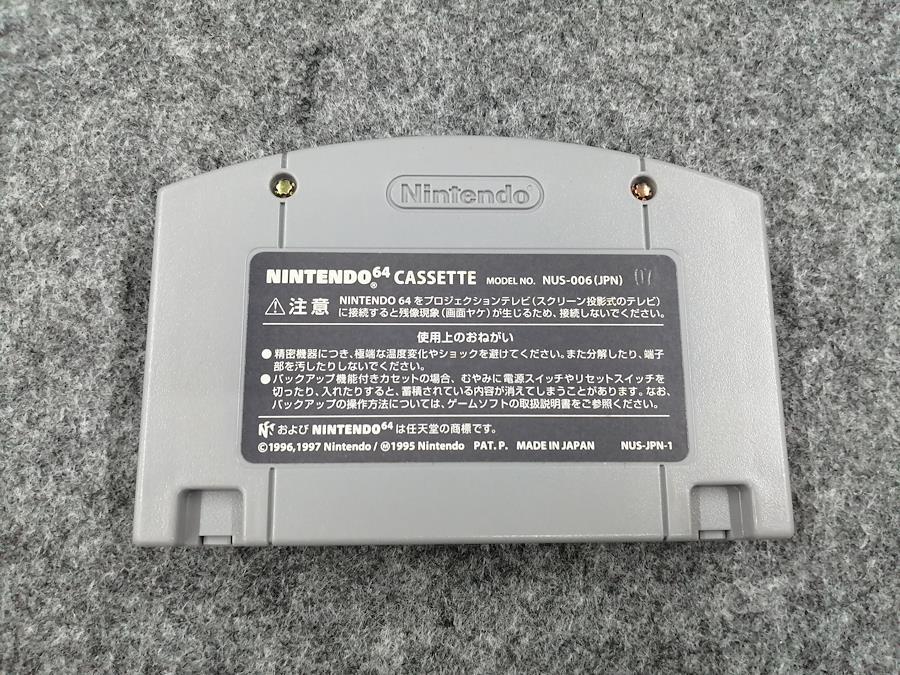 Nintendo
NINTENDO64 CASSETTE MODEL NO. NUS-006(JPN) 01
⚠注意 NINTENDO 64 をプロジェクションテレビ(スクリーン投影式のテレビ)
に接続すると残像現象(画面ヤケ)が生じるため、接続しないでください。
使用上のおねがい
●精密機器につき、極端な温度変化やショックを避けてください。また分解したり、端子
部を汚したりしないでください。
●バックアップ機能付きカセットの場合、むやみに電源スイッチやリセットスイッチを
切ったり、入れたりすると、蓄積されている内容が消えてしまうことがあります。なお、
バックアップの操作方法については、ゲームソフトの取扱説明書をご参照ください。
および NINTENDO64 は任天堂の商標です。
©1996,1997 Nintendo / Ⓜ1995 Nintendo PAT. P. MADE IN JAPAN NUS-JPN-1